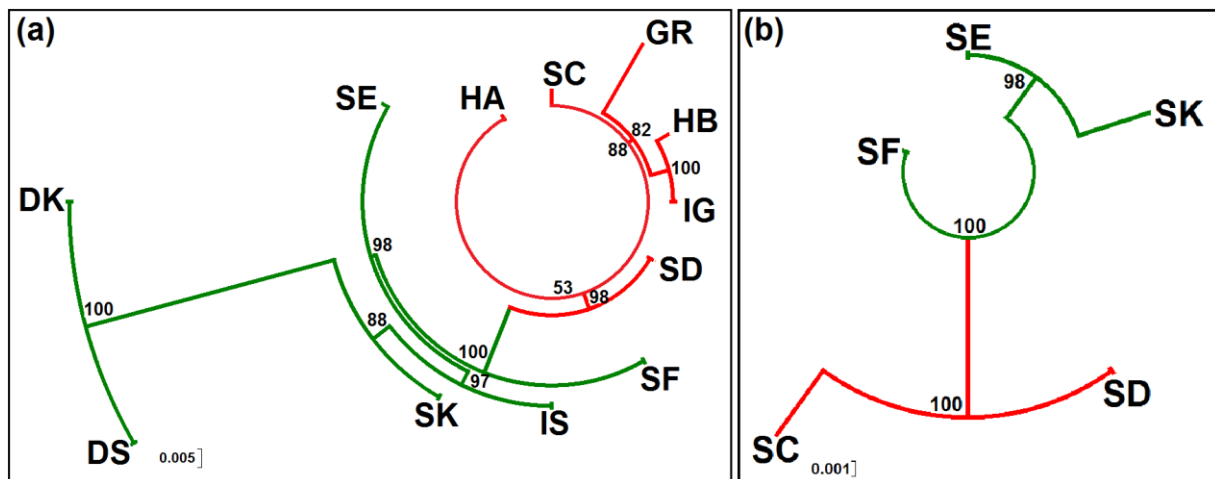 (a)
GR
SC
SE
HA
82
HB
88
100
DK
IG
98
SD
53
98
100
88
100
97
SF
SK
IS
DS
0.005
(b)
SE
98
SK
SF
100
100
SD
SC
0.001